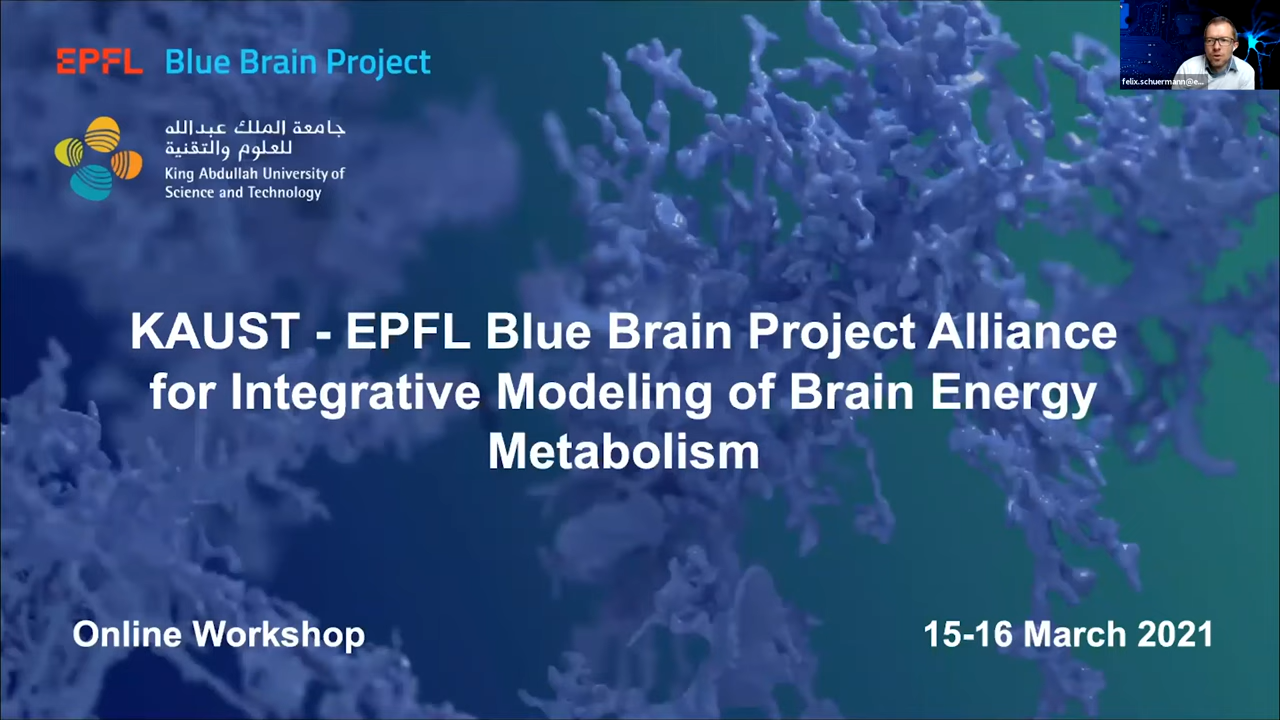 EPFL Blue Brain Project
جامعة الملك عبدالله
للعلوم والتقنية
King Abdullah University of
Science and Technology
felix.schuermann@e...
KAUST - EPFL Blue Brain Project Alliance
for Integrative Modeling of Brain Energy
Metabolism
Online Workshop
15-16 March 2021